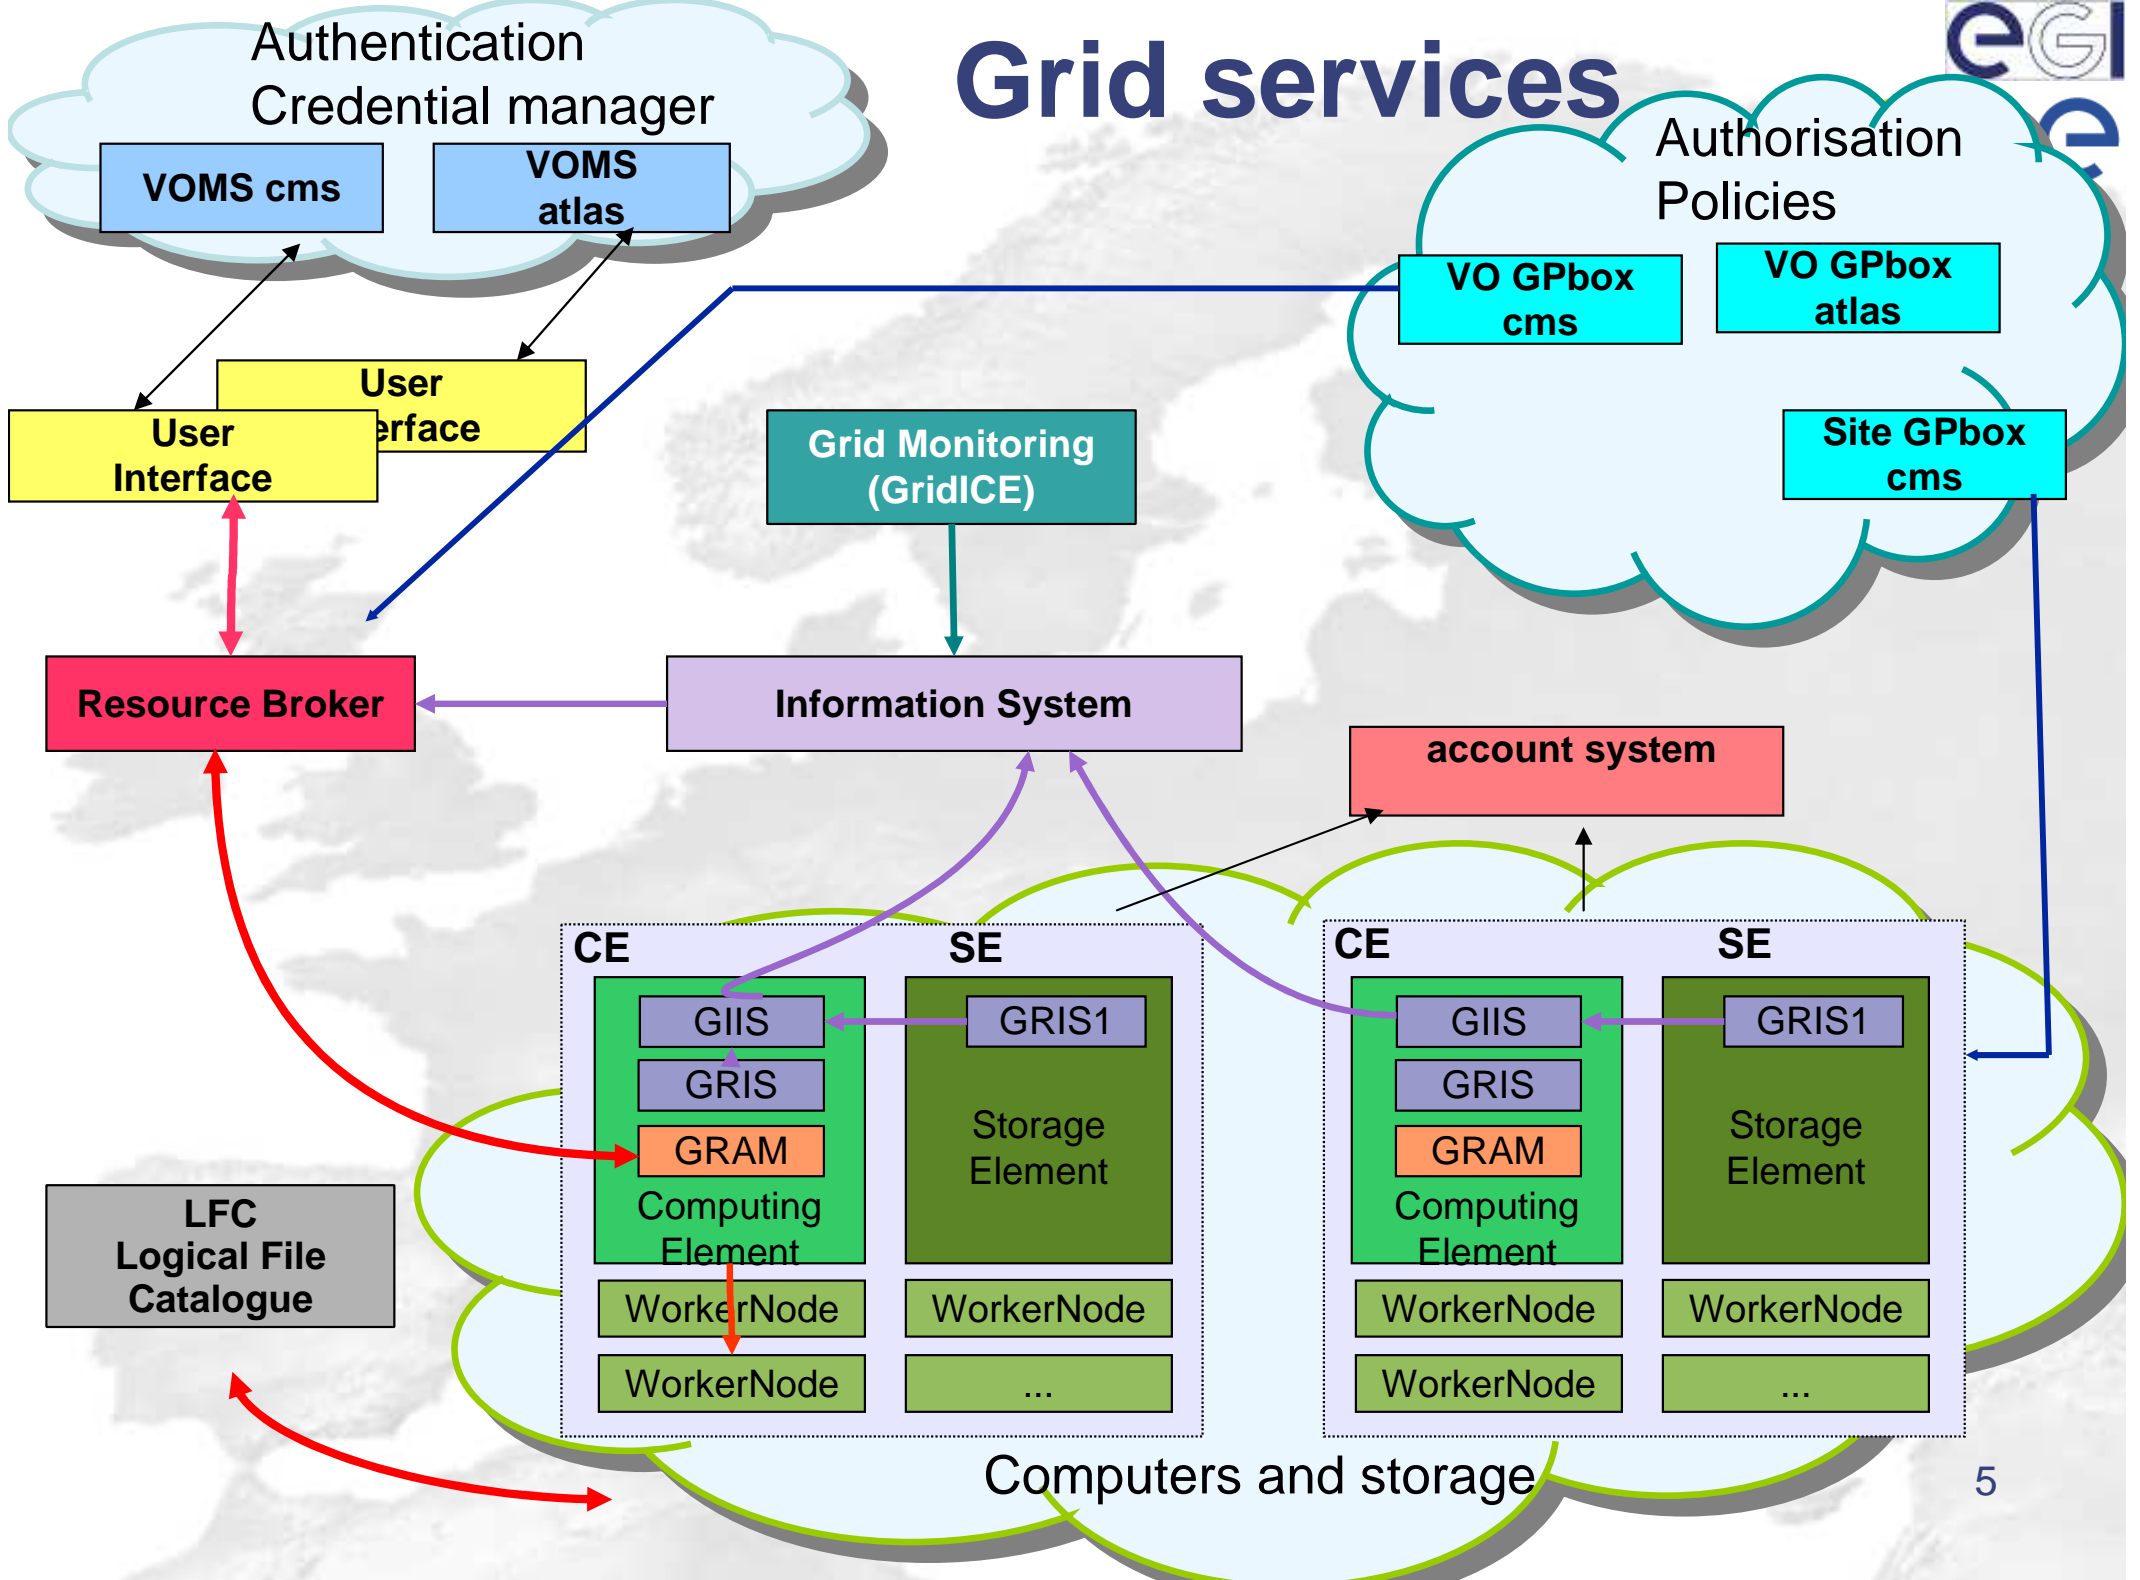 Grid services
eGI
e
Authentication
Credential manager
VOMS cms
VOMS
atlas
Authorisation
Policies
VO GPbox
cms
VO GPbox
atlas
Site GPbox
cms
User
erface
User
Interface
Grid Monitoring
(GridICE)
Resource Broker
Information System
account system
CE
SE
GIIS
GRIS1
GRIS
GRAM
Computing
Element
Storage
Element
WorkerNode
WorkerNode
WorkerNode
...
CE
SE
GIIS
GRIS1
GRIS
GRAM
Computing
Element
Storage
Element
WorkerNode
WorkerNode
WorkerNode
...
LFC
Logical File
Catalogue
Computers and storage
5